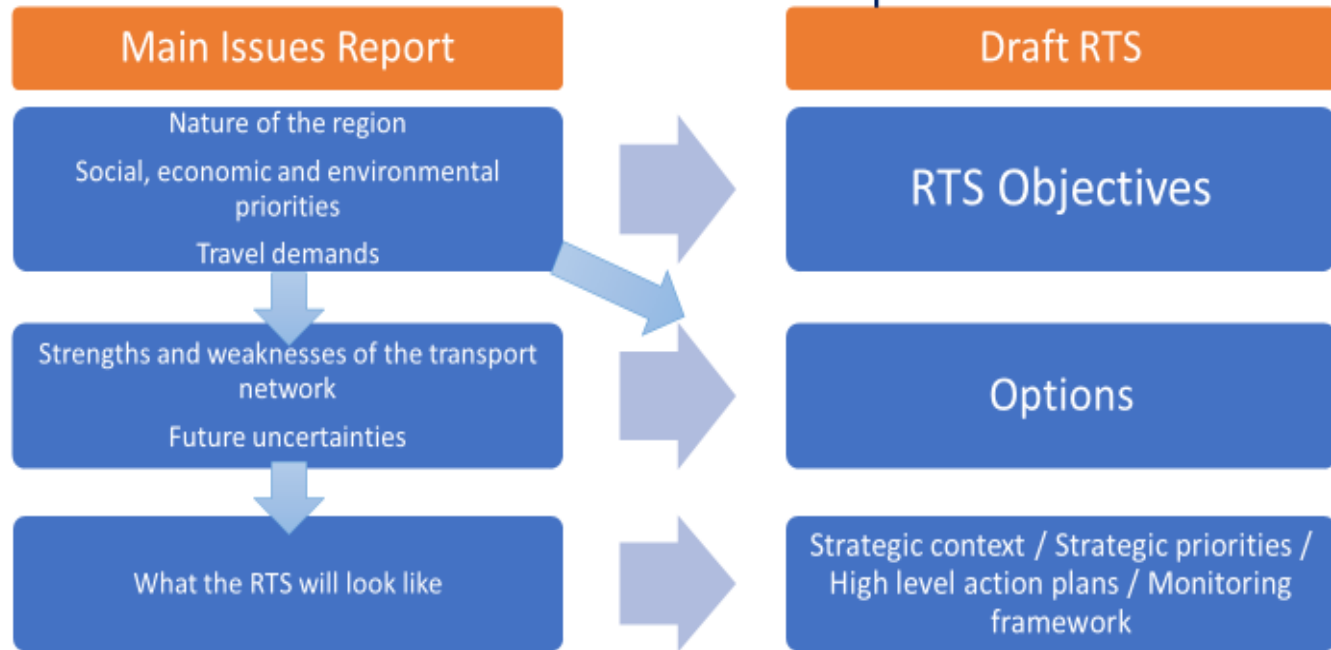 Main Issues Report
Draft RTS
Nature of the region
Social, economic and environmental
priorities
Travel demands
RTS Objectives
Strengths and weaknesses of the transport
network
Future uncertainties
Options
What the RTS will look like
Strategic context / Strategic priorities /
High level action plans / Monitoring
framework